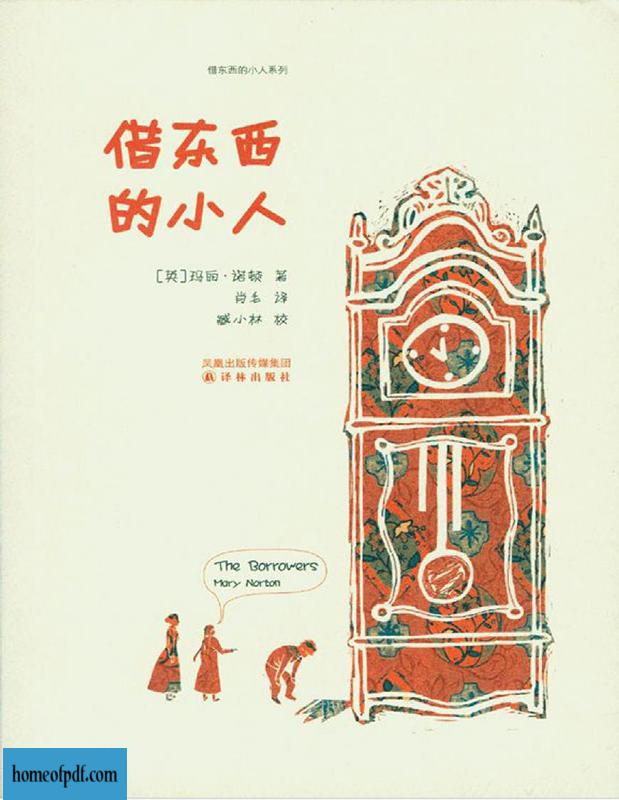 借东西的小人系列
借东西
的小人
[英]玛丽·诺顿 著
肖毛 译
臧小林 校
凤凰出版传媒集团
译林出版社
The Borrowers
Mary Norton
homeofpdf.com